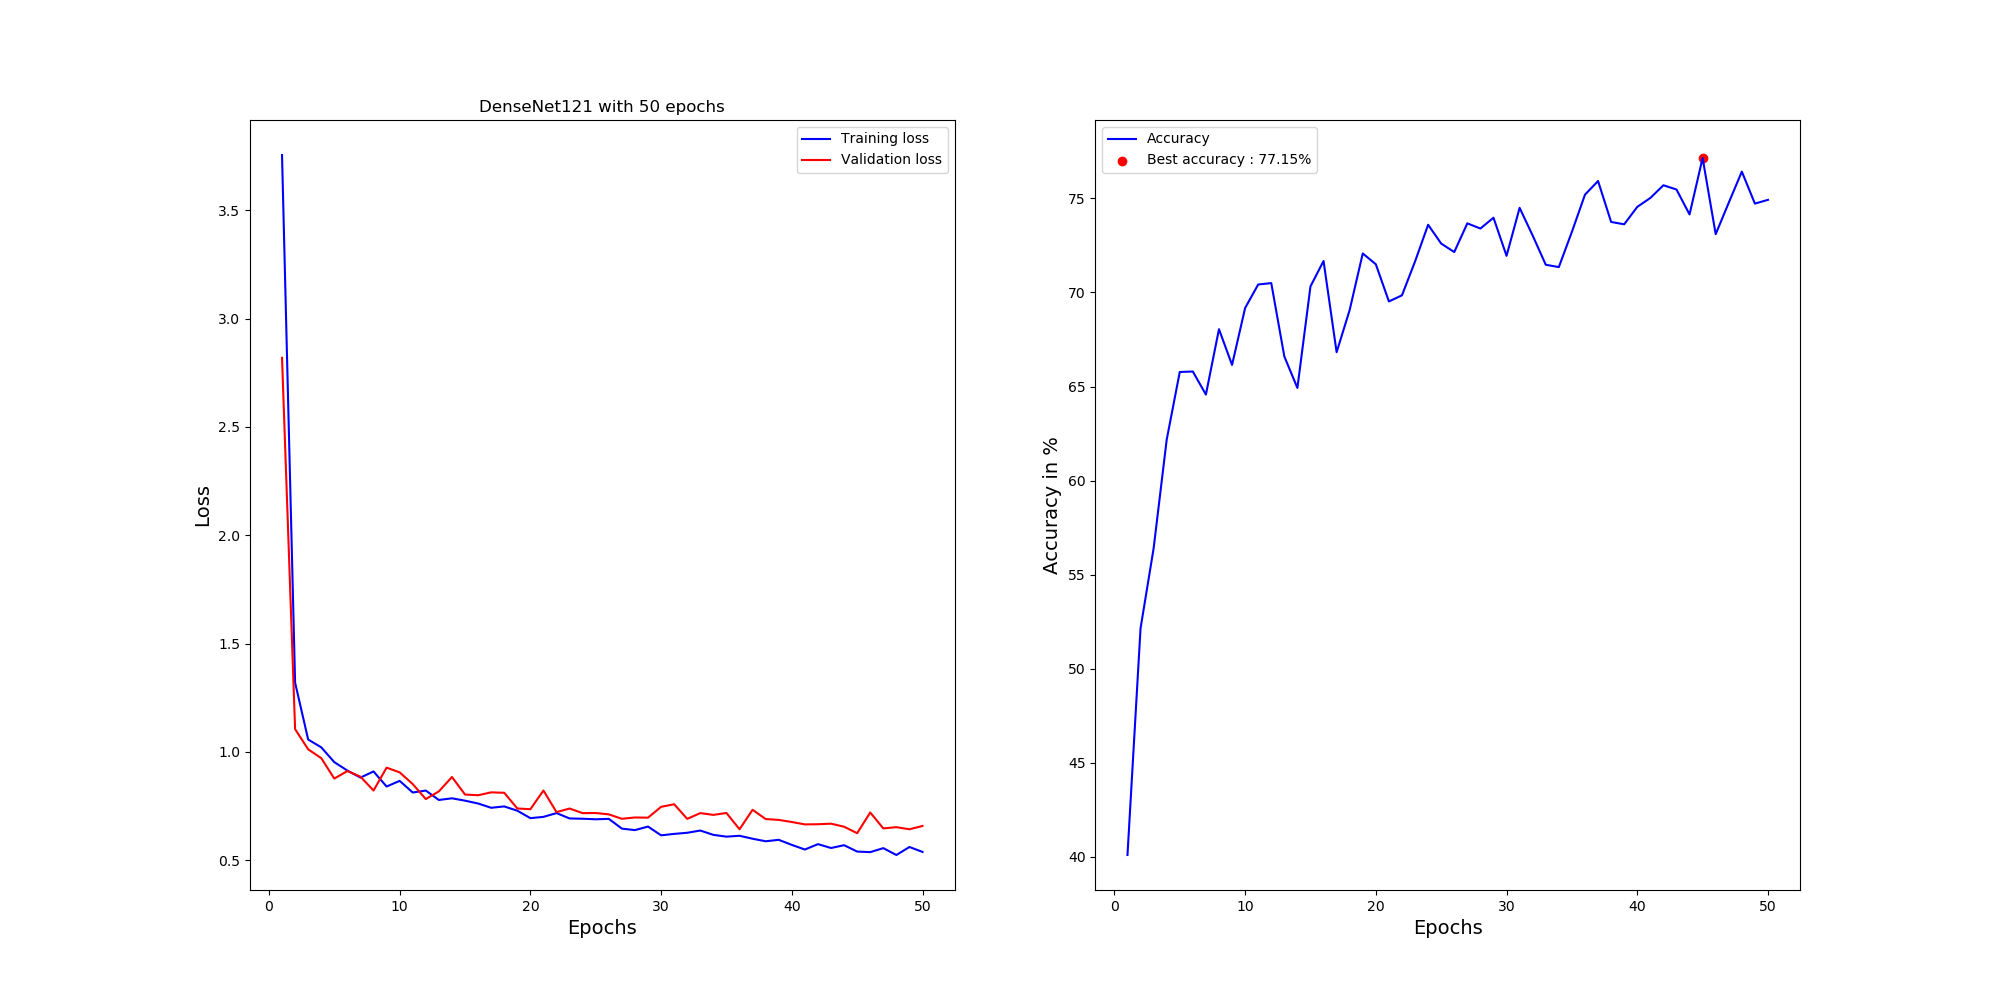 DenseNet121 with 50 epochs
Training loss
Validation loss
3.5
3.0
2.5
2.0
1.5
1.0
0.5
Loss
0 10 20 30 40 50
Epochs
Accuracy
Best accuracy : 77.15%
75
70
65
60
55
50
45
40
Accuracy in %
0 10 20 30 40 50
Epochs